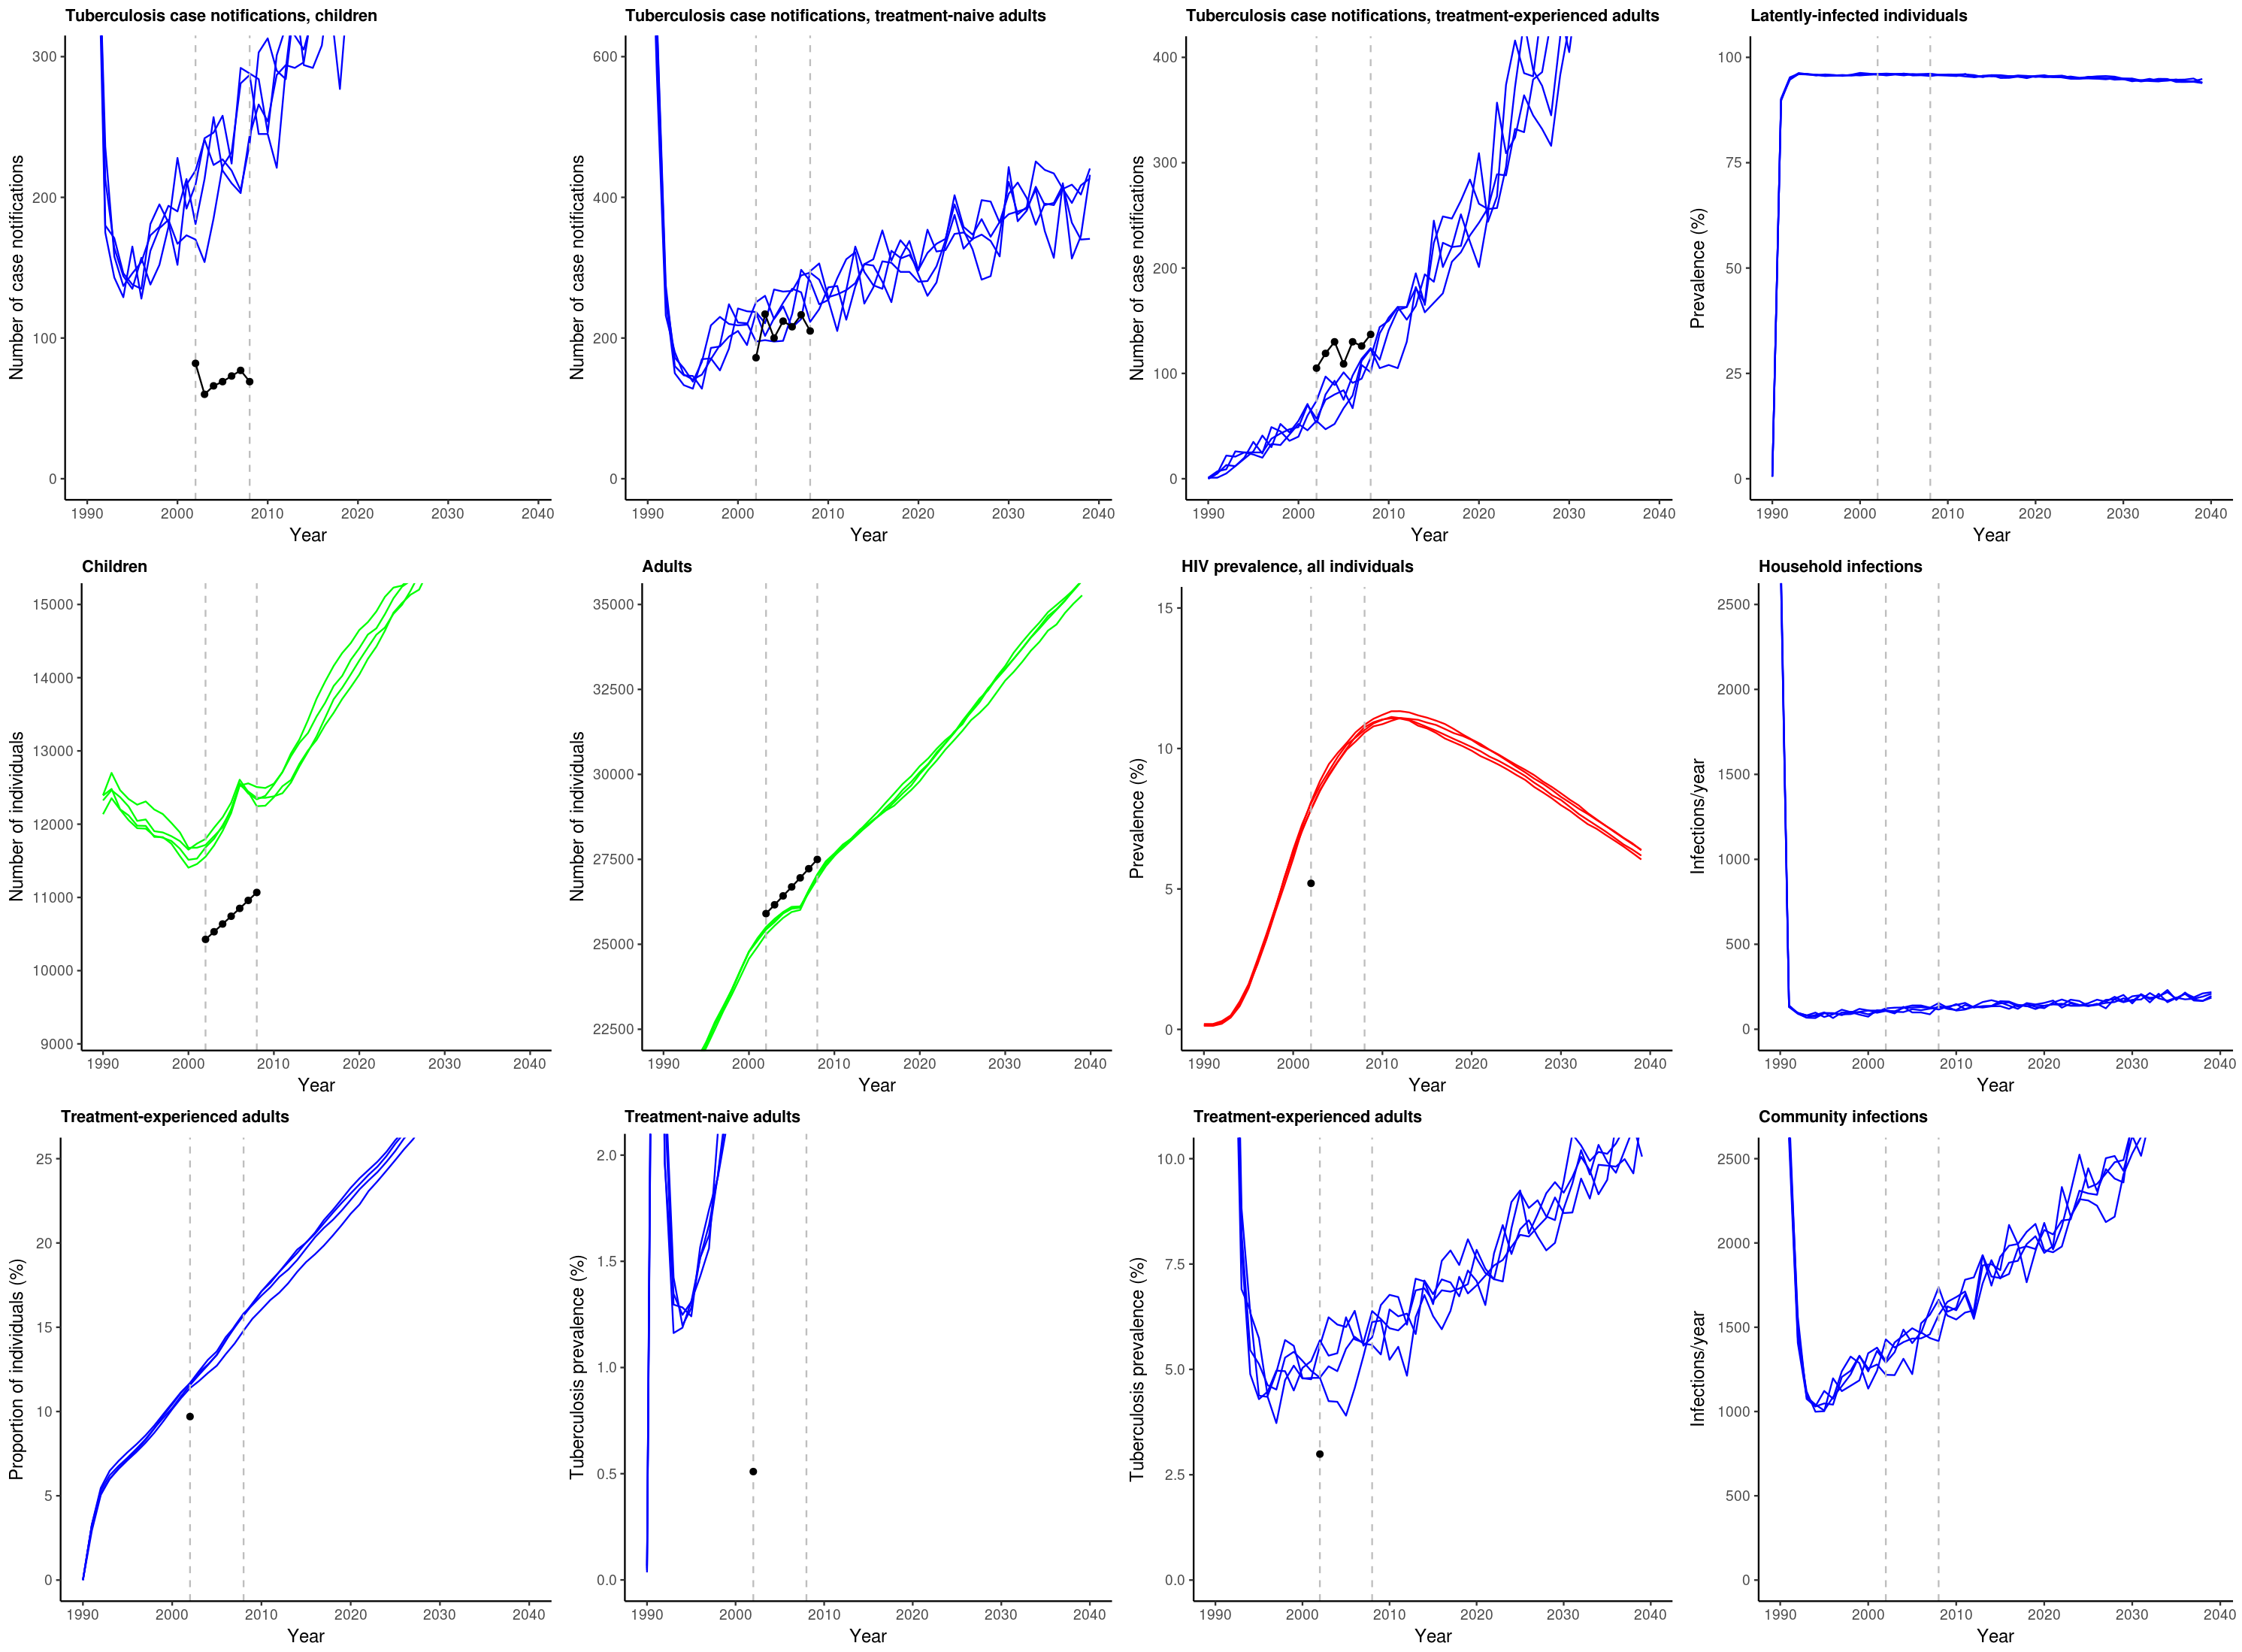 Tuberculosis case notifications, children
300
200
100
0
1990 2000 2010 2020 2030 2040
Year
Number of case notifications
Tuberculosis case notifications, treatment-naive adults
600
400
200
0
1990 2000 2010 2020 2030 2040
Year
Number of case notifications
Tuberculosis case notifications, treatment-experienced adults
400
300
200
100
0
1990 2000 2010 2020 2030 2040
Year
Number of case notifications
Latently-infected individuals
100
75
50
25
0
1990 2000 2010 2020 2030 2040
Year
Prevalence (%)
Children
15000
14000
13000
12000
11000
10000
9000
1990 2000 2010 2020 2030 2040
Year
Number of individuals
Adults
35000
32500
30000
27500
25000
22500
1990 2000 2010 2020 2030 2040
Year
Number of individuals
HIV prevalence, all individuals
15
10
5
0
1990 2000 2010 2020 2030 2040
Year
Prevalence (%)
Household infections
2500
2000
1500
1000
500
0
1990 2000 2010 2020 2030 2040
Year
Infections/year
Treatment-experienced adults
25
20
15
10
5
0
1990 2000 2010 2020 2030 2040
Year
Proportion of individuals (%)
Treatment-naive adults
2.0
1.5
1.0
0.5
0.0
1990 2000 2010 2020 2030 2040
Year
Tuberculosis prevalence (%)
Treatment-experienced adults
10.0
7.5
5.0
2.5
0.0
1990 2000 2010 2020 2030 2040
Year
Tuberculosis prevalence (%)
Community infections
2500
2000
1500
1000
500
0
1990 2000 2010 2020 2030 2040
Year
Infections/year